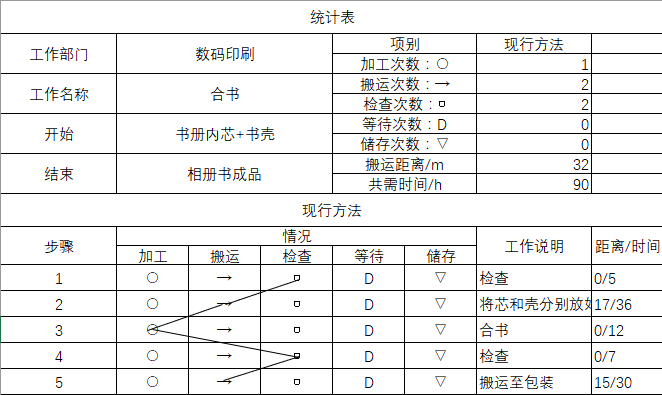 统计表
工作部门 数码印刷 项别 现行方法
加工次数：○ 1
工作名称 合书 搬运次数：→ 2
检查次数：□ 2
开始 书册内芯+书壳 等待次数：D 0
储存次数：▽ 0
结束 相册书成品 搬运距离/m 32
共需时间/h 90
现行方法
步骤 情况 工作说明 距离/时间
加工 搬运 检查 等待 储存
1 ○ → □ D ▽ 检查 0/5
2 ○ → □ D ▽ 将芯和壳分别放好 17/36
3 ○ → □ D ▽ 合书 0/12
4 ○ → □ D ▽ 检查 0/7
5 ○ → □ D ▽ 搬运至包装 15/30